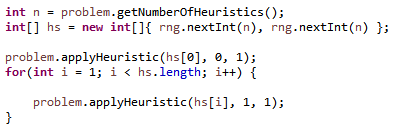 int n = problem.getNumberOfHeuristics();
int[] hs = new int[]{ rng.nextInt(n), rng.nextInt(n) };
problem.applyHeuristic(hs[0], 0, 1);
for(int i = 1; i < hs.length; i++) {
problem.applyHeuristic(hs[i], 1, 1);
}